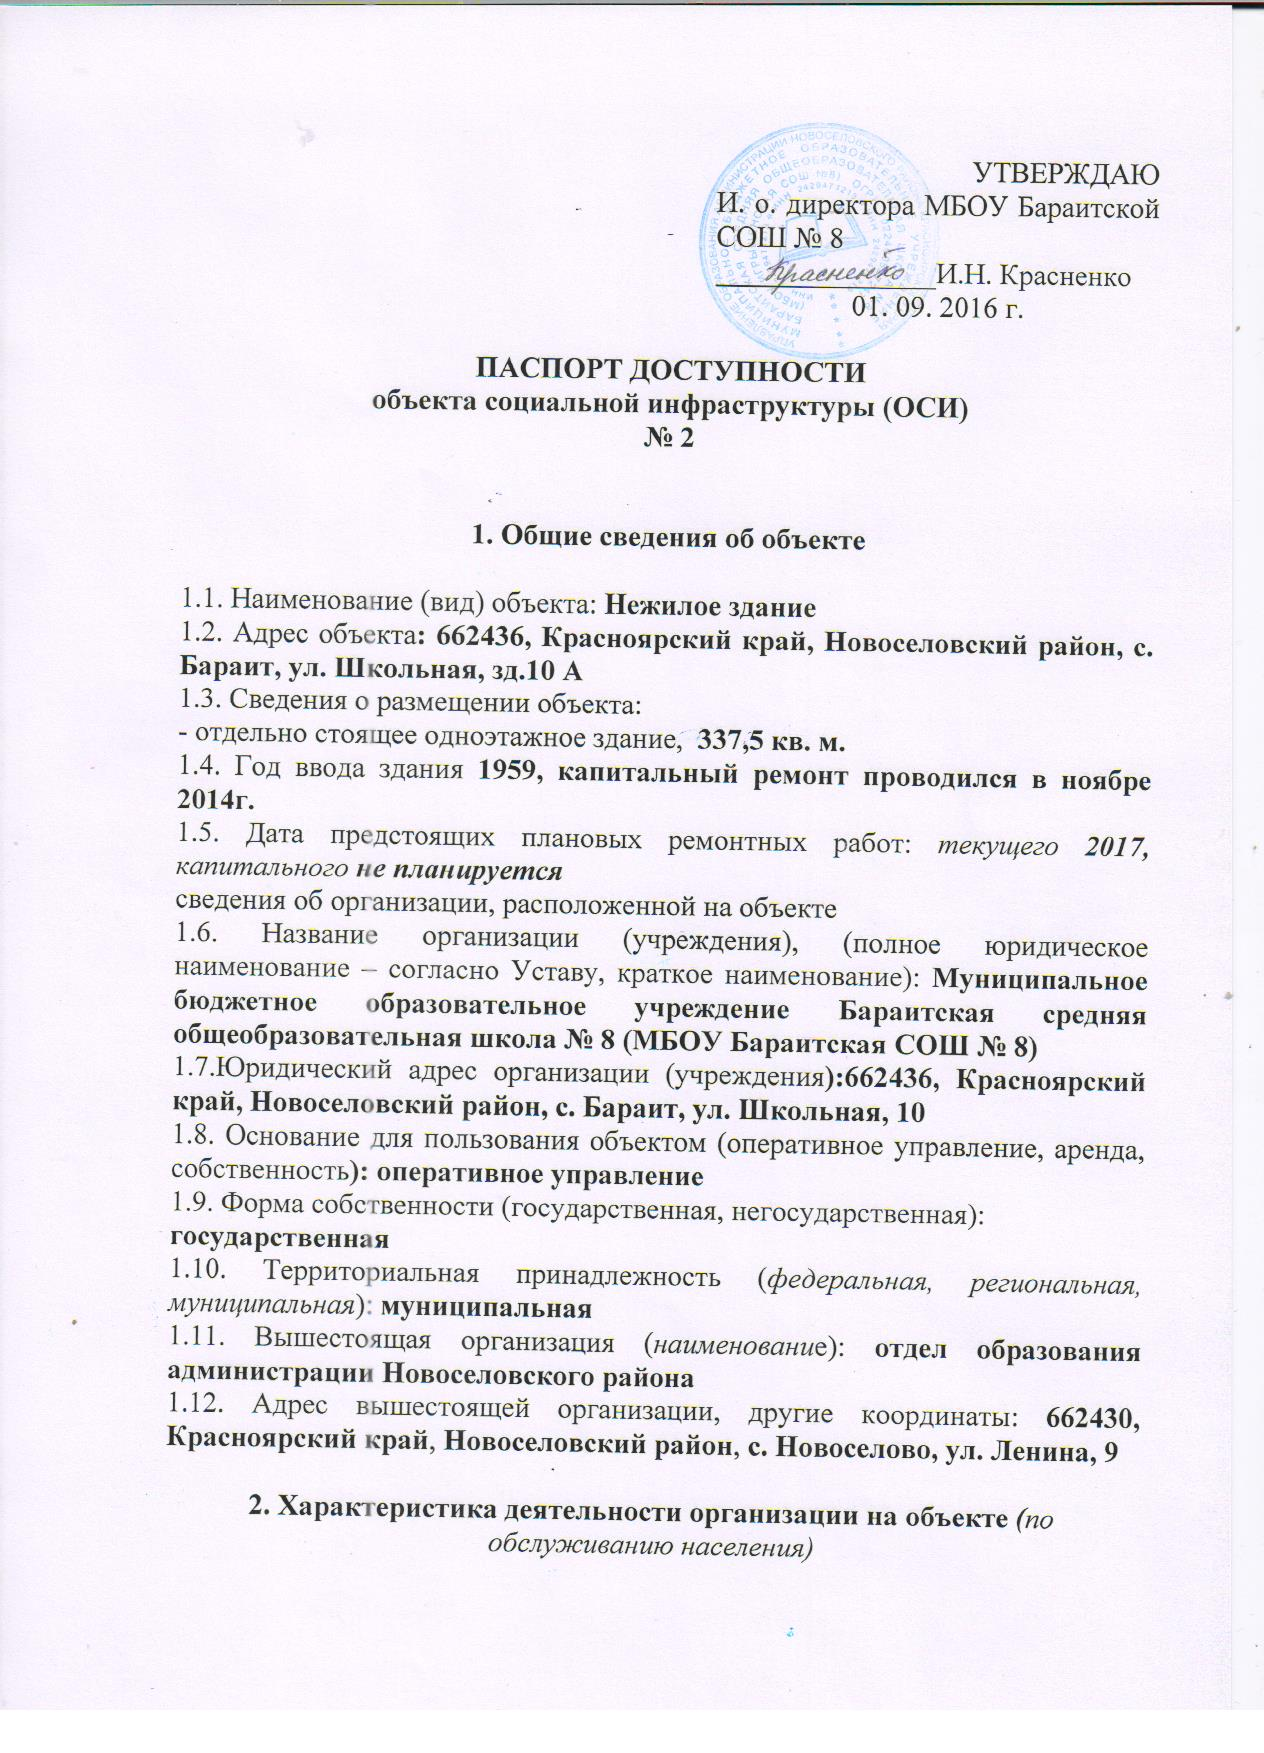 УТВЕРЖДАЮ
И. о. директора МБОУ Бараитской
СОШ № 8
Красненко И.Н. Красненко
01. 09. 2016 г.
ПАСПОРТ ДОСТУПНОСТИ
объекта социальной инфраструктуры (ОСИ)
№ 2
1. Общие сведения об объекте
1.1. Наименование (вид) объекта: Нежилое здание
1.2. Адрес объекта: 662436, Красноярский край, Новоселовский район, с.
Бараит, ул. Школьная, зд.10 А
1.3. Сведения о размещении объекта:
- отдельно стоящее одноэтажное здание, 337,5 кв. м.
1.4. Год ввода здания 1959, капитальный ремонт проводился в ноябре
2014г.
1.5. Дата предстоящих плановых ремонтных работ: текущего 2017,
капитального не планируется
сведения об организации, расположенной на объекте
1.6. Название организации (учреждения), (полное юридическое
наименование – согласно Уставу, краткое наименование): Муниципальное
бюджетное образовательное учреждение Бараитская средняя
общеобразовательная школа № 8 (МБОУ Бараитская СОШ № 8)
1.7.Юридический адрес организации (учреждения):662436, Красноярский
край, Новоселовский район, с. Бараит, ул. Школьная, 10
1.8. Основание для пользования объектом (оперативное управление, аренда,
собственность): оперативное управление
1.9. Форма собственности (государственная, негосударственная):
государственная
1.10. Территориальная принадлежность (федеральная, региональная,
муниципальная): муниципальная
1.11. Вышестоящая организация (наименование): отдел образования
администрации Новоселовского района
1.12. Адрес вышестоящей организации, другие координаты: 662430,
Красноярский край, Новоселовский район, с. Новоселово, ул. Ленина, 9
2. Характеристика деятельности организации на объекте (по
обслуживанию населения)